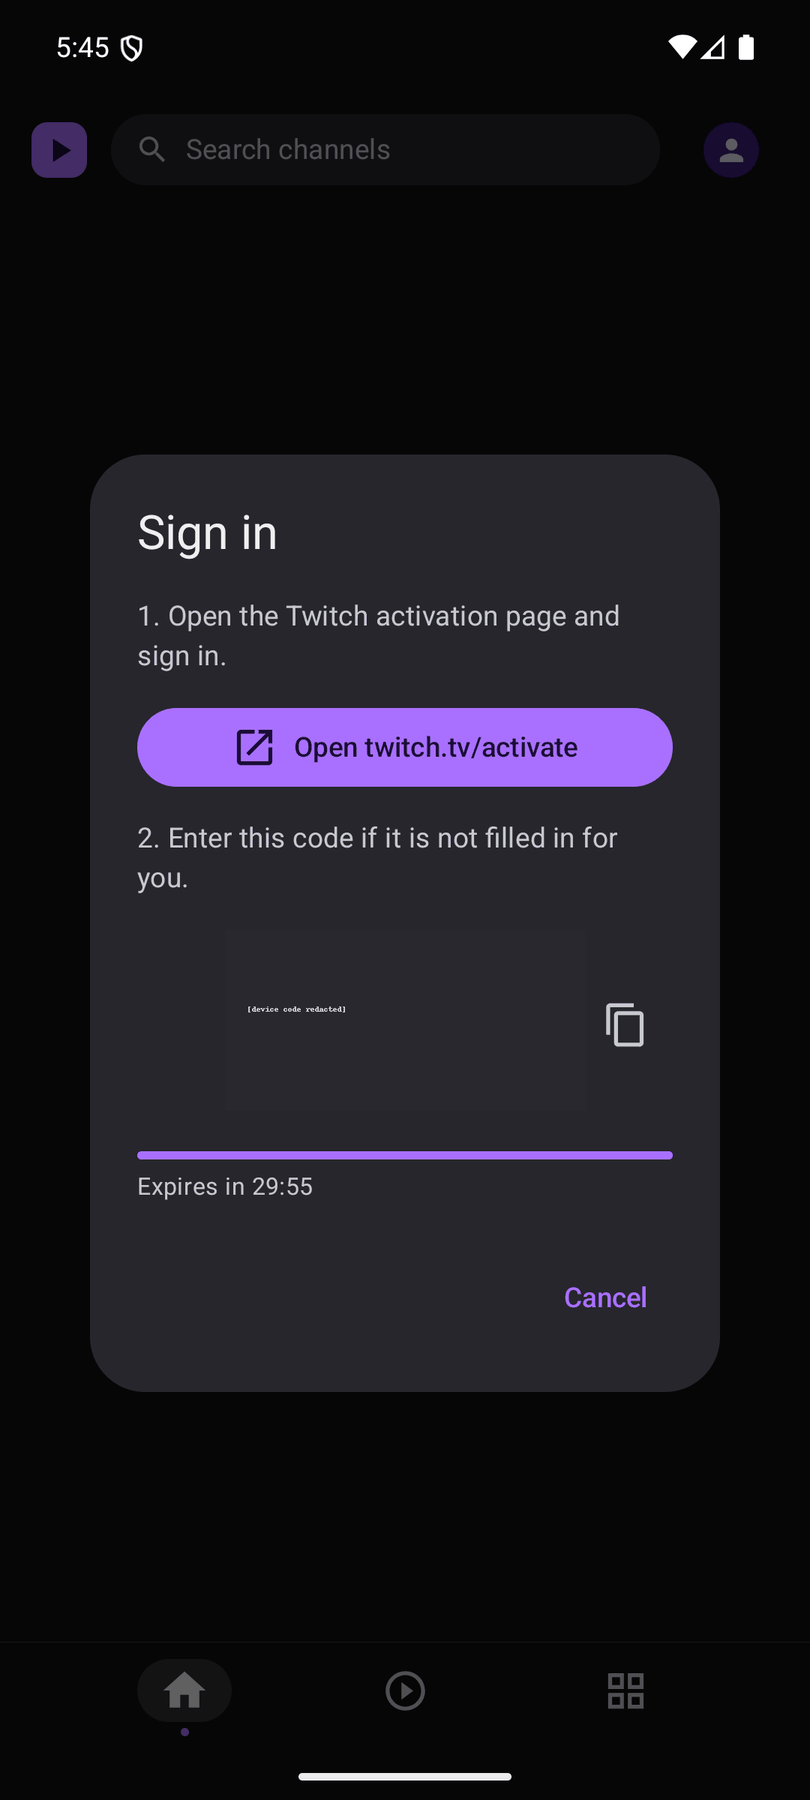 5:45
Search channels
Sign in
1. Open the Twitch activation page and
sign in.
Open twitch.tv/activate
2. Enter this code if it is not filled in for
you.
[device code redacted]
Expires in 29:55
Cancel